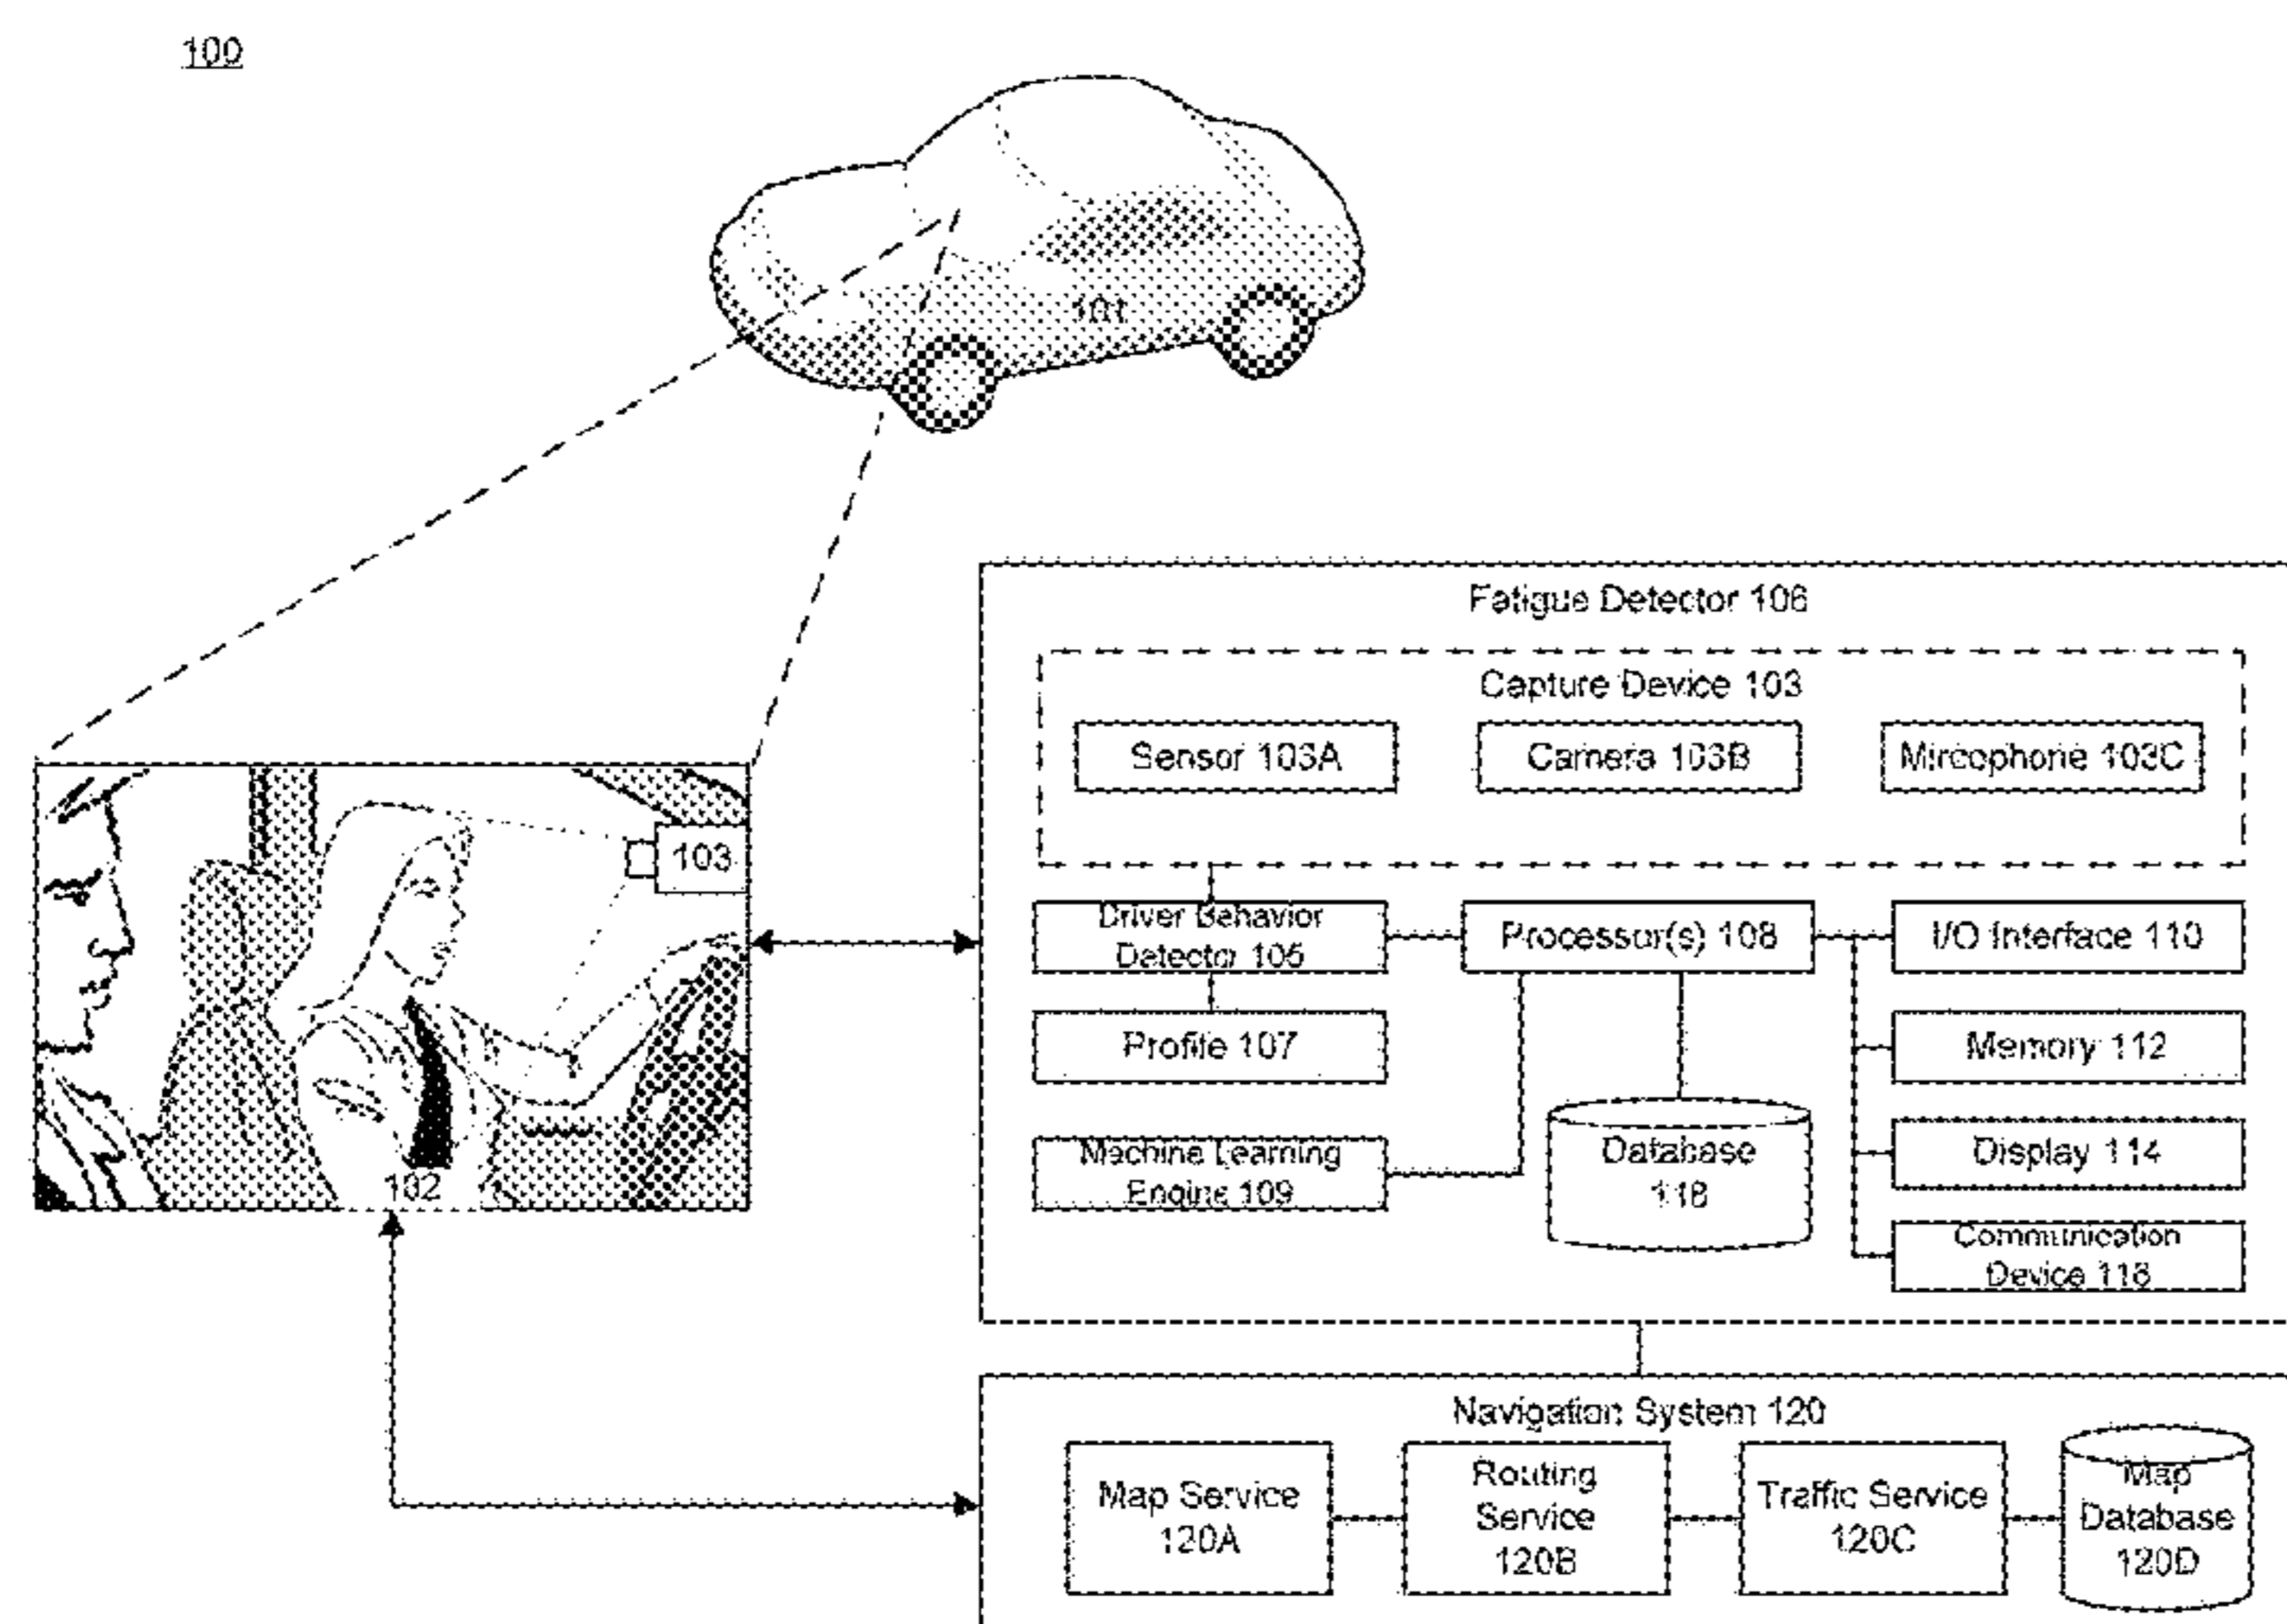 100
101
Fatigue Detector 106
Capture Device 103
Sensor 103A
Camera 103B
Mircophone 103C
103
Driver Behavior
Detector 105
Processor(s) 108
I/O Interface 110
Profile 107
Memory 112
Machine Learning
Engine 109
Database
118
Display 114
Communication
Device 116
102
Navigation System 120
Map Service
120A
Routing
Service
120B
Traffic Service
120C
Map
Database
120D